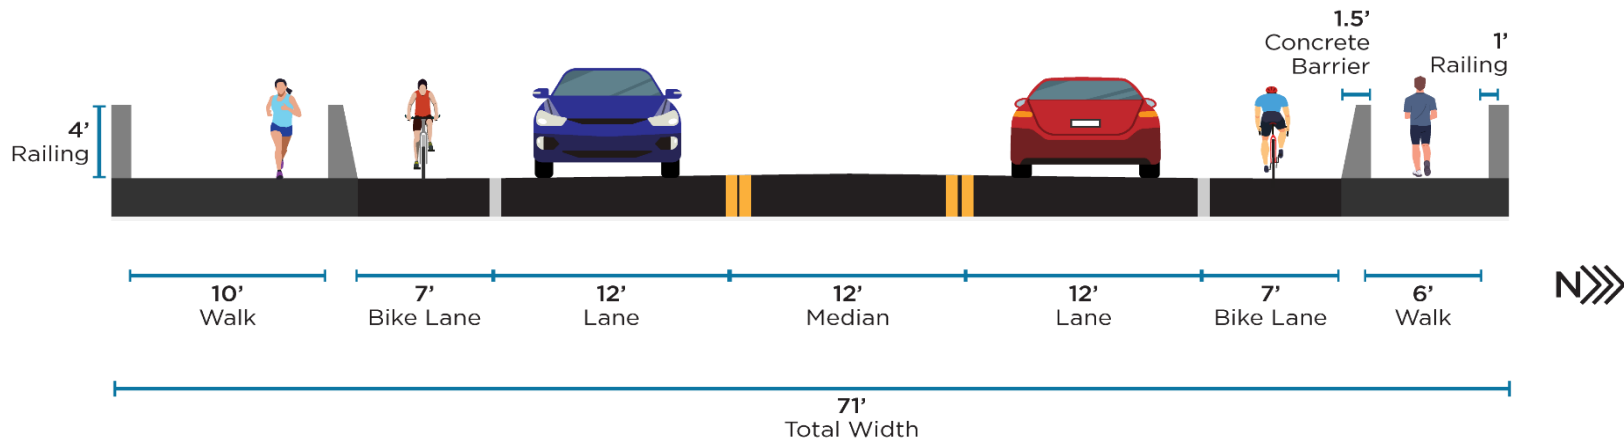 1.5’
Concrete
Barrier
1’
Railing
4’
Railing
10’
Walk
7’
Bike Lane
12’
Lane
12’
Median
12’
Lane
7’
Bike Lane
6’
Walk
N
71’
Total Width